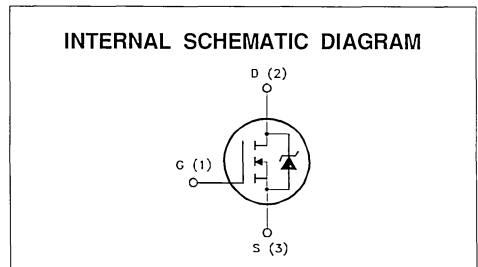 INTERNAL SCHEMATIC DIAGRAM
D (2)
G (1)
S (3)